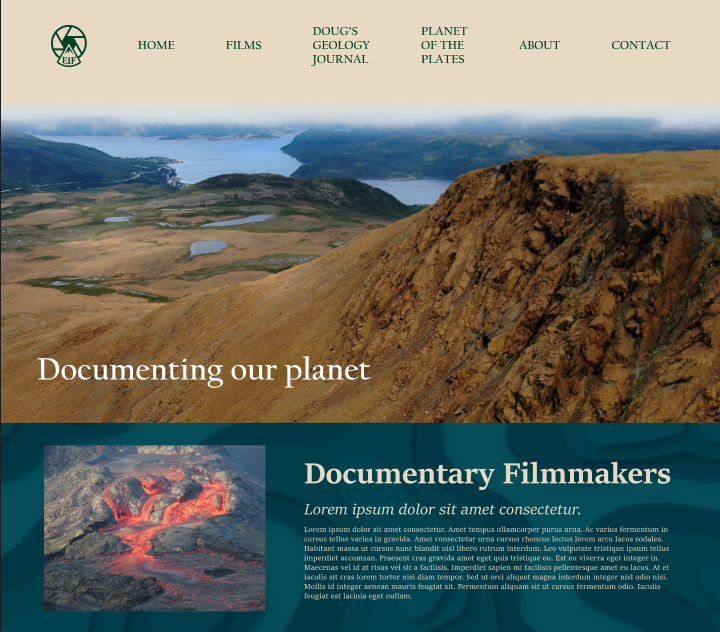 EIF
HOME
FILMS
DOUG'S
GEOLOGY
JOURNAL
PLANET
OF THE
PLATES
ABOUT
CONTACT
Documenting our planet
Documentary Filmmakers
Lorem ipsum dolor sit amet consectetur.
Lorem ipsum dolor sit amet consectetur. Amet tempus ullamcorper purus urna. Ac varius fermentum in
cursus tellus varius in gravida. Amet consectetur urna cursus rhoncus lectus lorem arcu lacus sodales.
Habitant massa ut cursus nunc blandit nisl libero rutrum interdum. Leo vulputate tristique ipsum tellus
imperdiet accumsan. Praesent cras gravida amet eget quis tristique eu. Est eu viverra eget integer in.
Maecenas vel id at risus vel sit a facilisis. Imperdiet sapien mi facilisis pellentesque amet eu lacus. At et
iaculis sit cras lorem tortor nisi diam tempor. Sed ut orci aliquet magna interdum integer nisl odio nisi.
Mollis id integer aenean mauris feugiat sit. Fermentum aliquam sit ut cursus fermentum odio. Iaculis
feugiat est lacinia eget nullam.